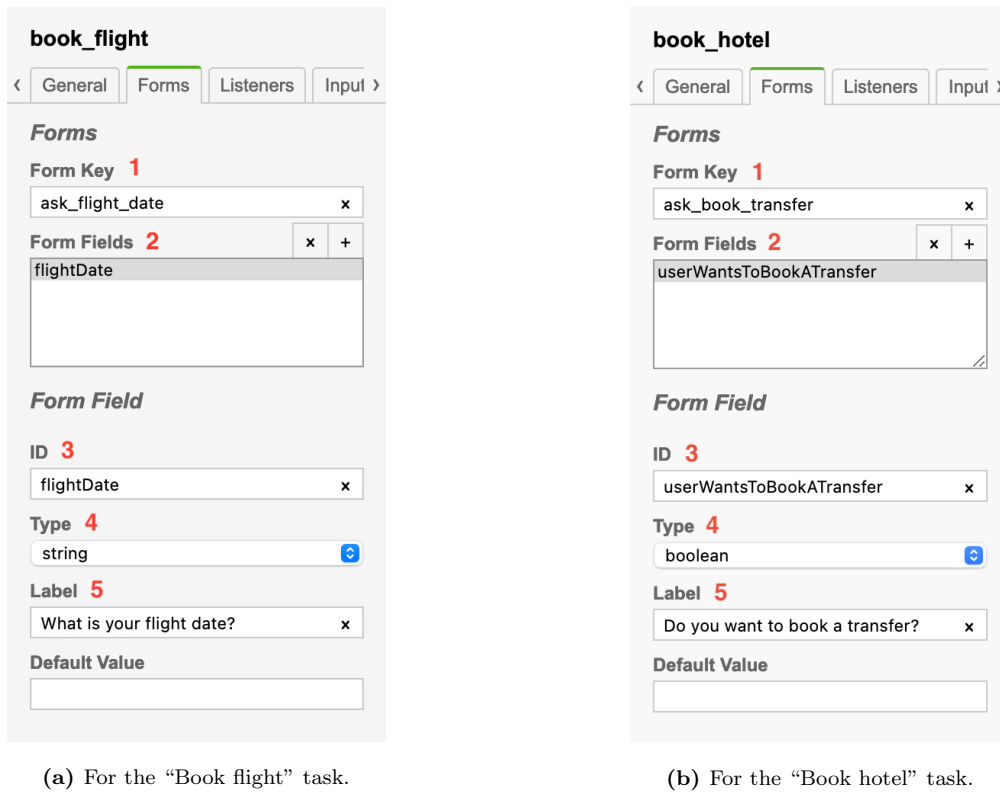 book_flight
‹ General Forms Listeners Input ›
Forms
Form Key 1
ask_flight_date x
Form Fields 2 x +
flightDate
Form Field
ID 3
flightDate x
Type 4
string
Label 5
What is your flight date? x
Default Value
(a) For the “Book flight” task.
book_hotel
‹ General Forms Listeners Input ›
Forms
Form Key 1
ask_book_transfer x
Form Fields 2 x +
userWantsToBookATransfer
Form Field
ID 3
userWantsToBookATransfer x
Type 4
boolean
Label 5
Do you want to book a transfer? x
Default Value
(b) For the “Book hotel” task.